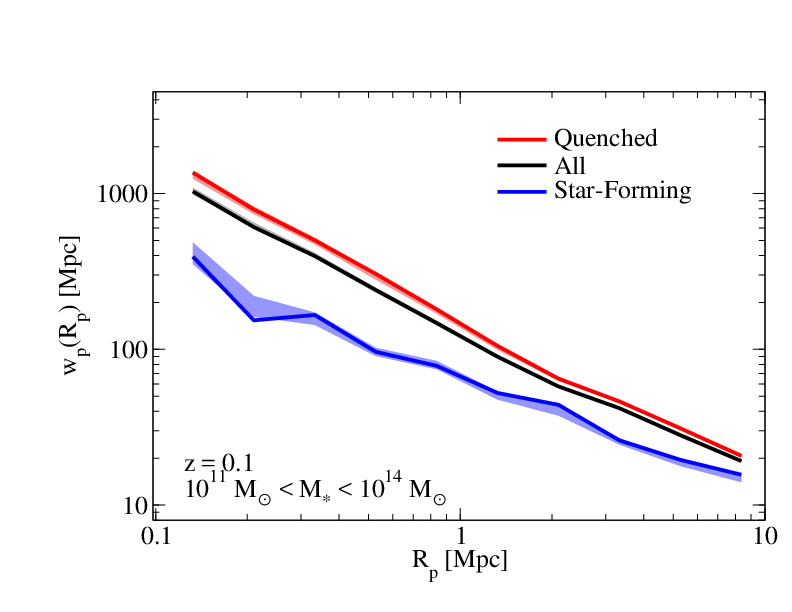 Quenched
All
Star-Forming
1000
100
10
w_p(R_p) [Mpc]
z = 0.1
10^11 M_⊙ < M_* < 10^14 M_⊙
0.1 1 10
R_p [Mpc]